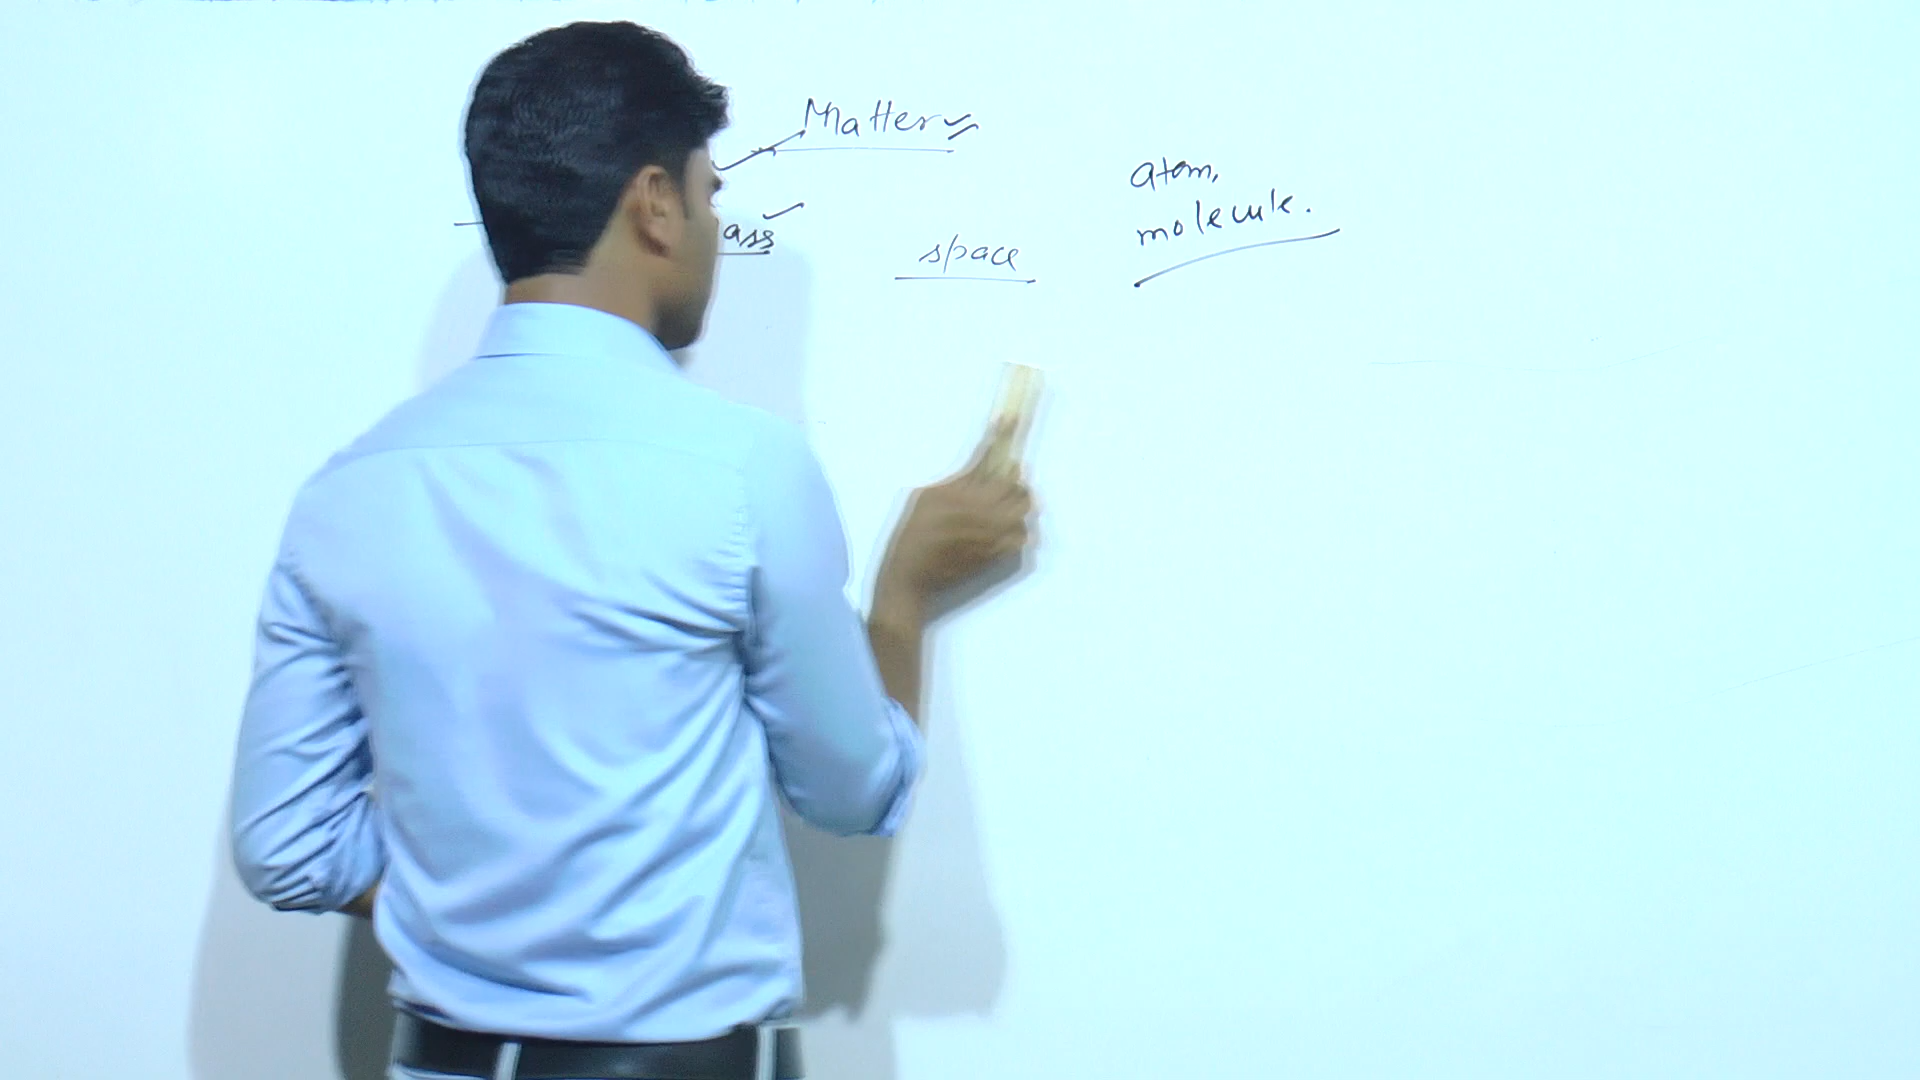 Matter
ass
space
atom,
molecule.